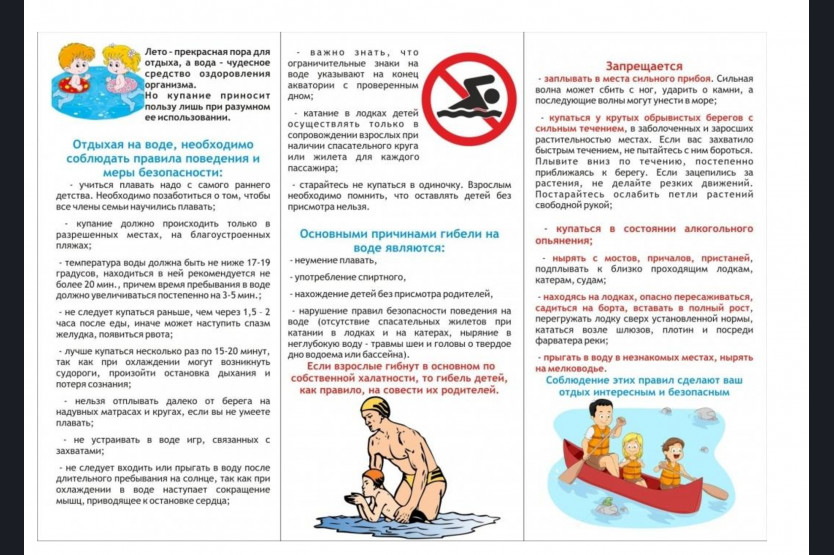 Лето – прекрасная пора для
отдыха, а вода – чудесное
средство оздоровления
организма.
Но купание приносит
пользу лишь при разумном
ее использовании.
Отдыхая на воде, необходимо
соблюдать правила поведения и
меры безопасности:
- учиться плавать надо с самого раннего
детства. Необходимо позаботиться о том, чтобы
все члены семьи научились плавать;
- купание должно происходить только в
разрешенных местах, на благоустроенных
пляжах;
- температура воды должна быть не ниже 17-19
градусов, находиться в ней рекомендуется не
более 20 мин., причем время пребывания в воде
должно увеличиваться постепенно на 3-5 мин.;
- не следует купаться раньше, чем через 1,5 – 2
часа после еды, иначе может наступить спазм
желудка, появиться рвота;
- лучше купаться несколько раз по 15-20 минут,
так как при охлаждении могут возникнуть
судороги, произойти остановка дыхания и
потеря сознания;
- нельзя отплывать далеко от берега на
надувных матрасах и кругах, если вы не умеете
плавать;
- не устраивать в воде игр, связанных с
захватами;
- не следует входить или прыгать в воду после
длительного пребывания на солнце, так как при
охлаждении в воде наступает сокращение
мышц, приводящее к остановке сердца;
- важно знать, что
ограничительные знаки на
воде указывают на конец
акватории с проверенным
дном;
- катание в лодках детей
осуществлять только в
сопровождении взрослых при
наличии спасательного круга
или жилета для каждого
пассажира;
- старайтесь не купаться в одиночку. Взрослым
необходимо помнить, что оставлять детей без
присмотра нельзя.
Основными причинами гибели на
воде являются:
- неумение плавать,
- употребление спиртного,
- нахождение детей без присмотра родителей,
- нарушение правил безопасности поведения на
воде (отсутствие спасательных жилетов при
катании в лодках и на катерах, ныряние в
неглубокую воду - травмы шеи и головы о твердое
дно водоема или бассейна).
Если взрослые гибнут в основном по
собственной халатности, то гибель детей,
как правило, на совести их родителей.
Запрещается
- заплывать в места сильного прибоя. Сильная
волна может сбить с ног, ударить о камни, а
последующие волны могут унести в море;
- купаться у крутых обрывистых берегов с
сильным течением, в заболоченных и заросших
растительностью местах. Если вас захватило
быстрым течением, не пытайтесь с ним бороться.
Плывите вниз по течению, постепенно
приближаясь к берегу. Если зацепились за
растения, не делайте резких движений.
Постарайтесь ослабить петли растений
свободной рукой;
- купаться в состоянии алкогольного
опьянения;
- нырять с мостов, причалов, пристаней,
подплывать к близко проходящим лодкам,
катерам, судам;
- находясь на лодках, опасно пересаживаться,
садиться на борта, вставать в полный рост,
перегружать лодку сверх установленной нормы,
кататься возле шлюзов, плотин и посреди
фарватера реки;
- прыгать в воду в незнакомых местах, нырять
на мелководье.
Соблюдение этих правил сделают ваш
отдых интересным и безопасным